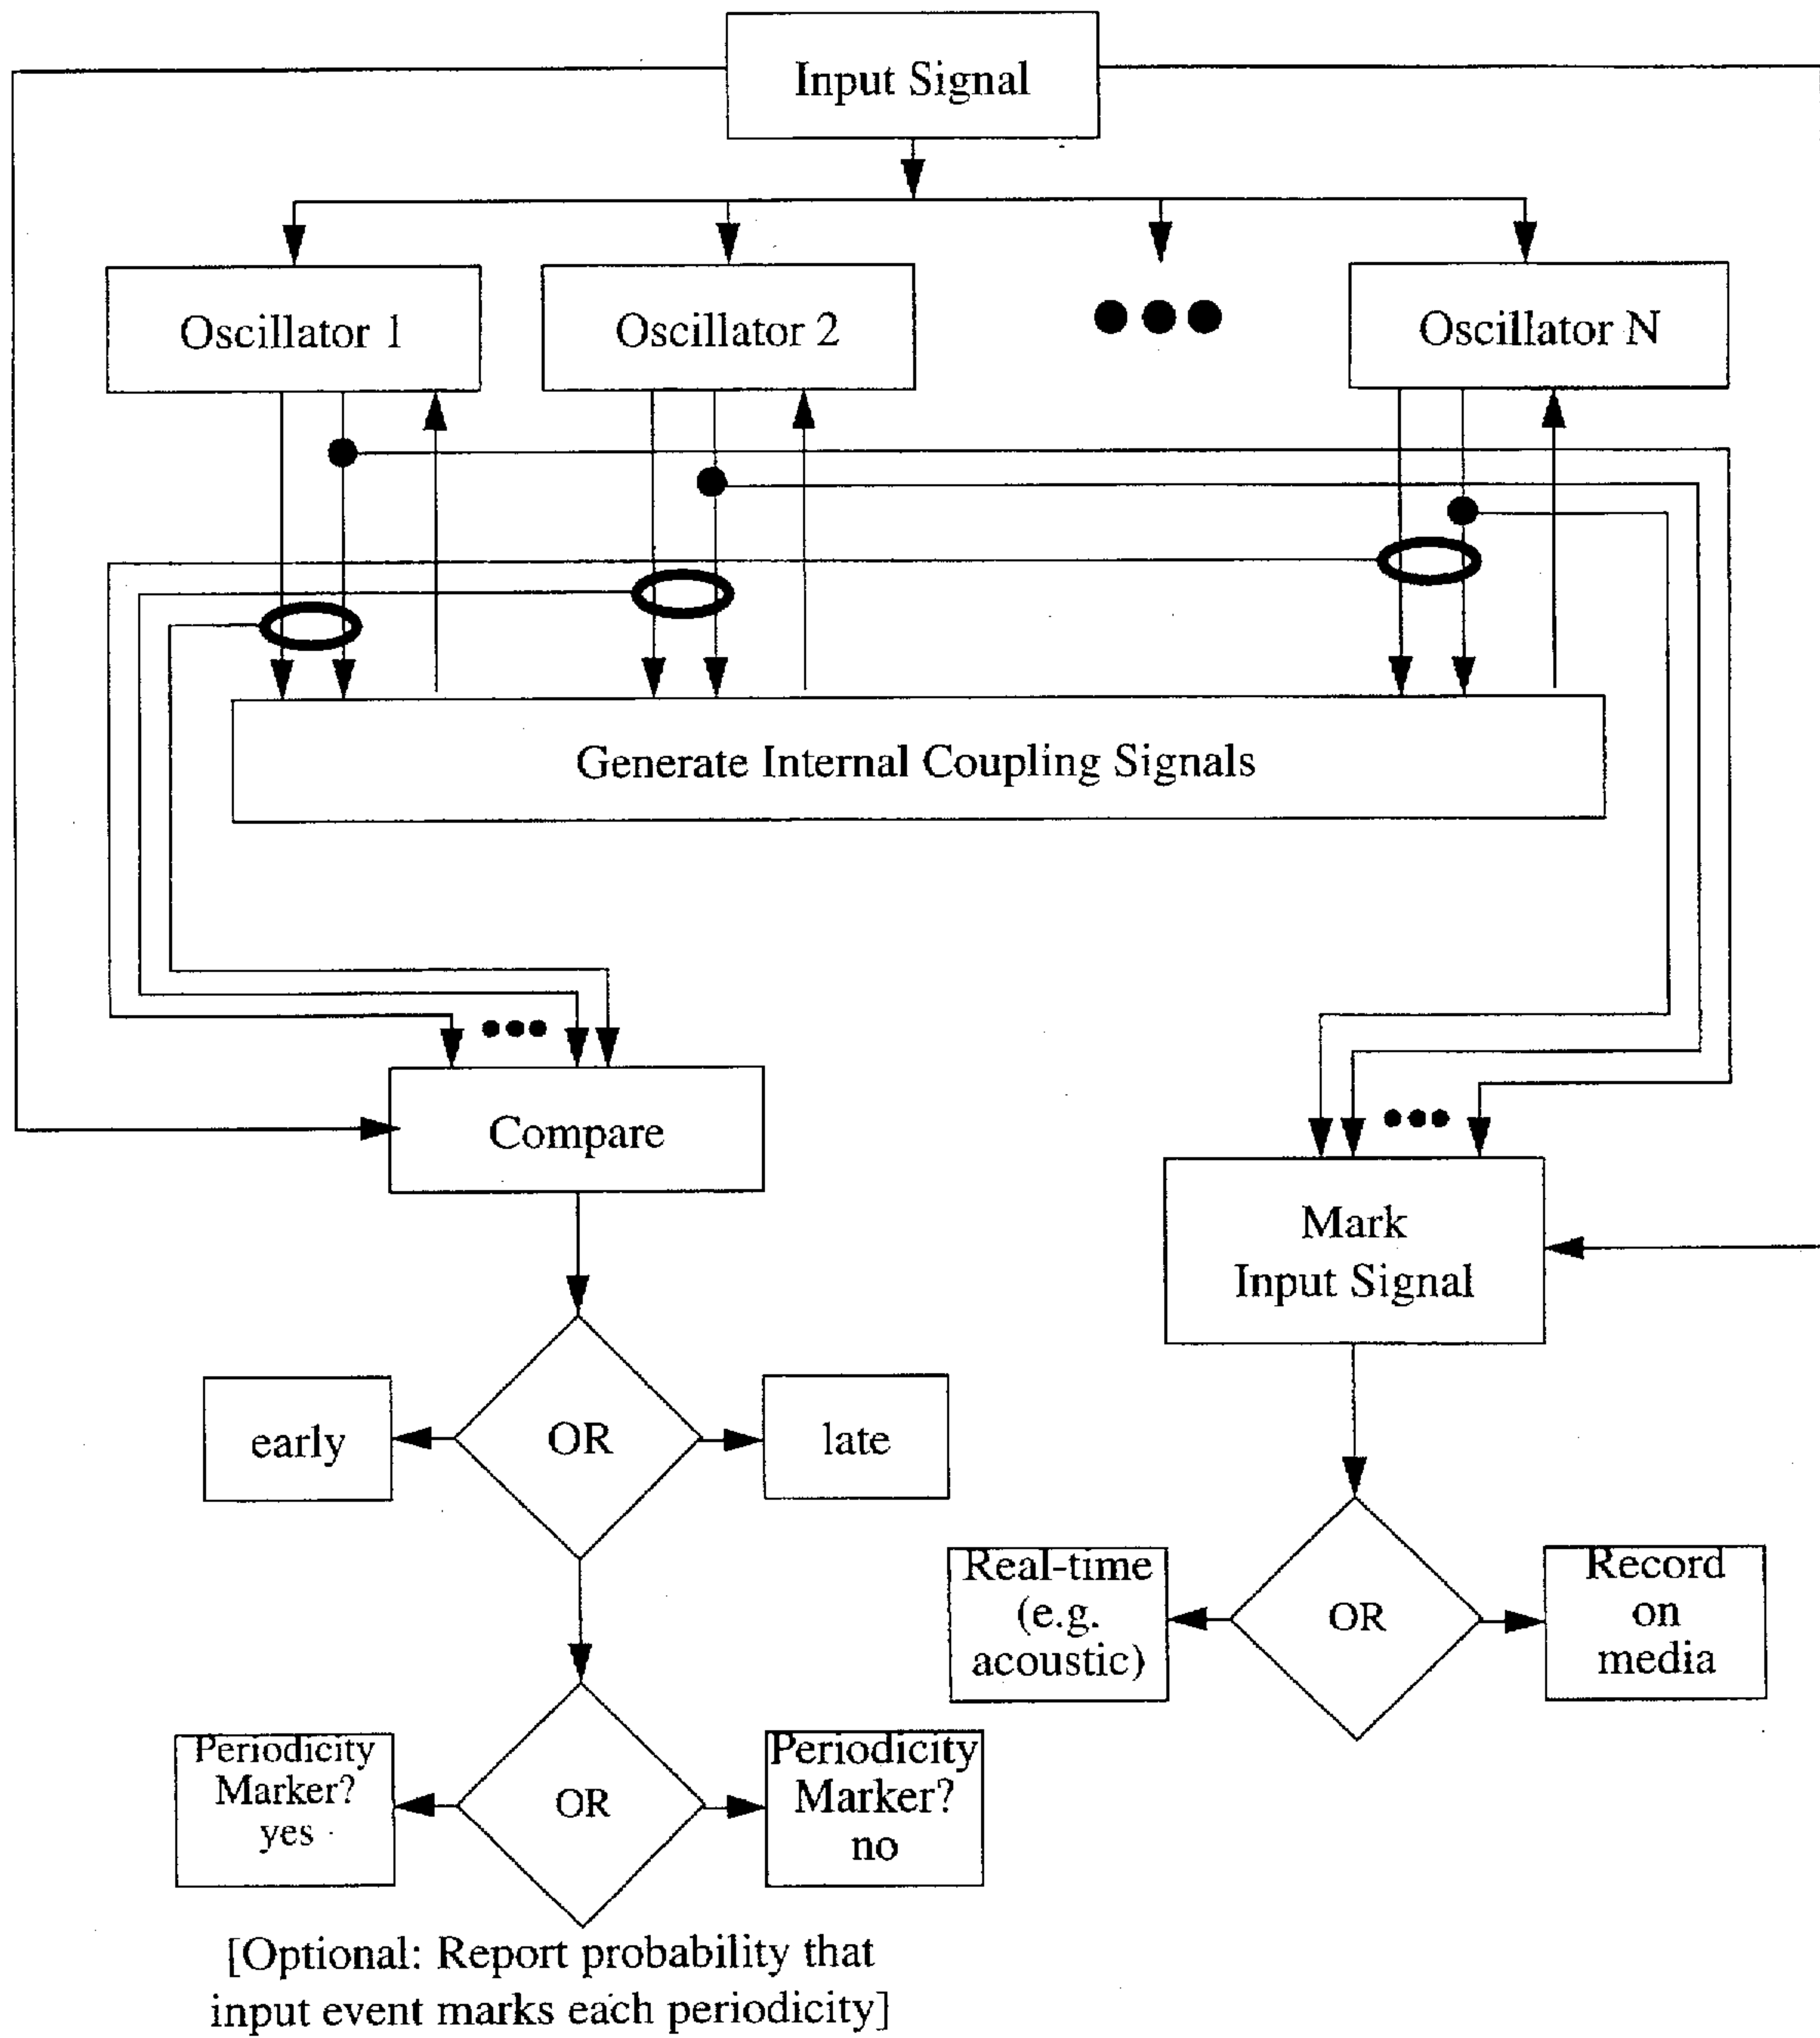 Input Signal
Oscillator 1
Oscillator 2
Oscillator N
Generate Internal Coupling Signals
Compare
Mark
Input Signal
early
OR
late
Real-time
(e.g.
acoustic)
OR
Record
on
media
Periodicity
Marker?
yes
OR
Periodicity
Marker?
no
[Optional: Report probability that
input event marks each periodicity]